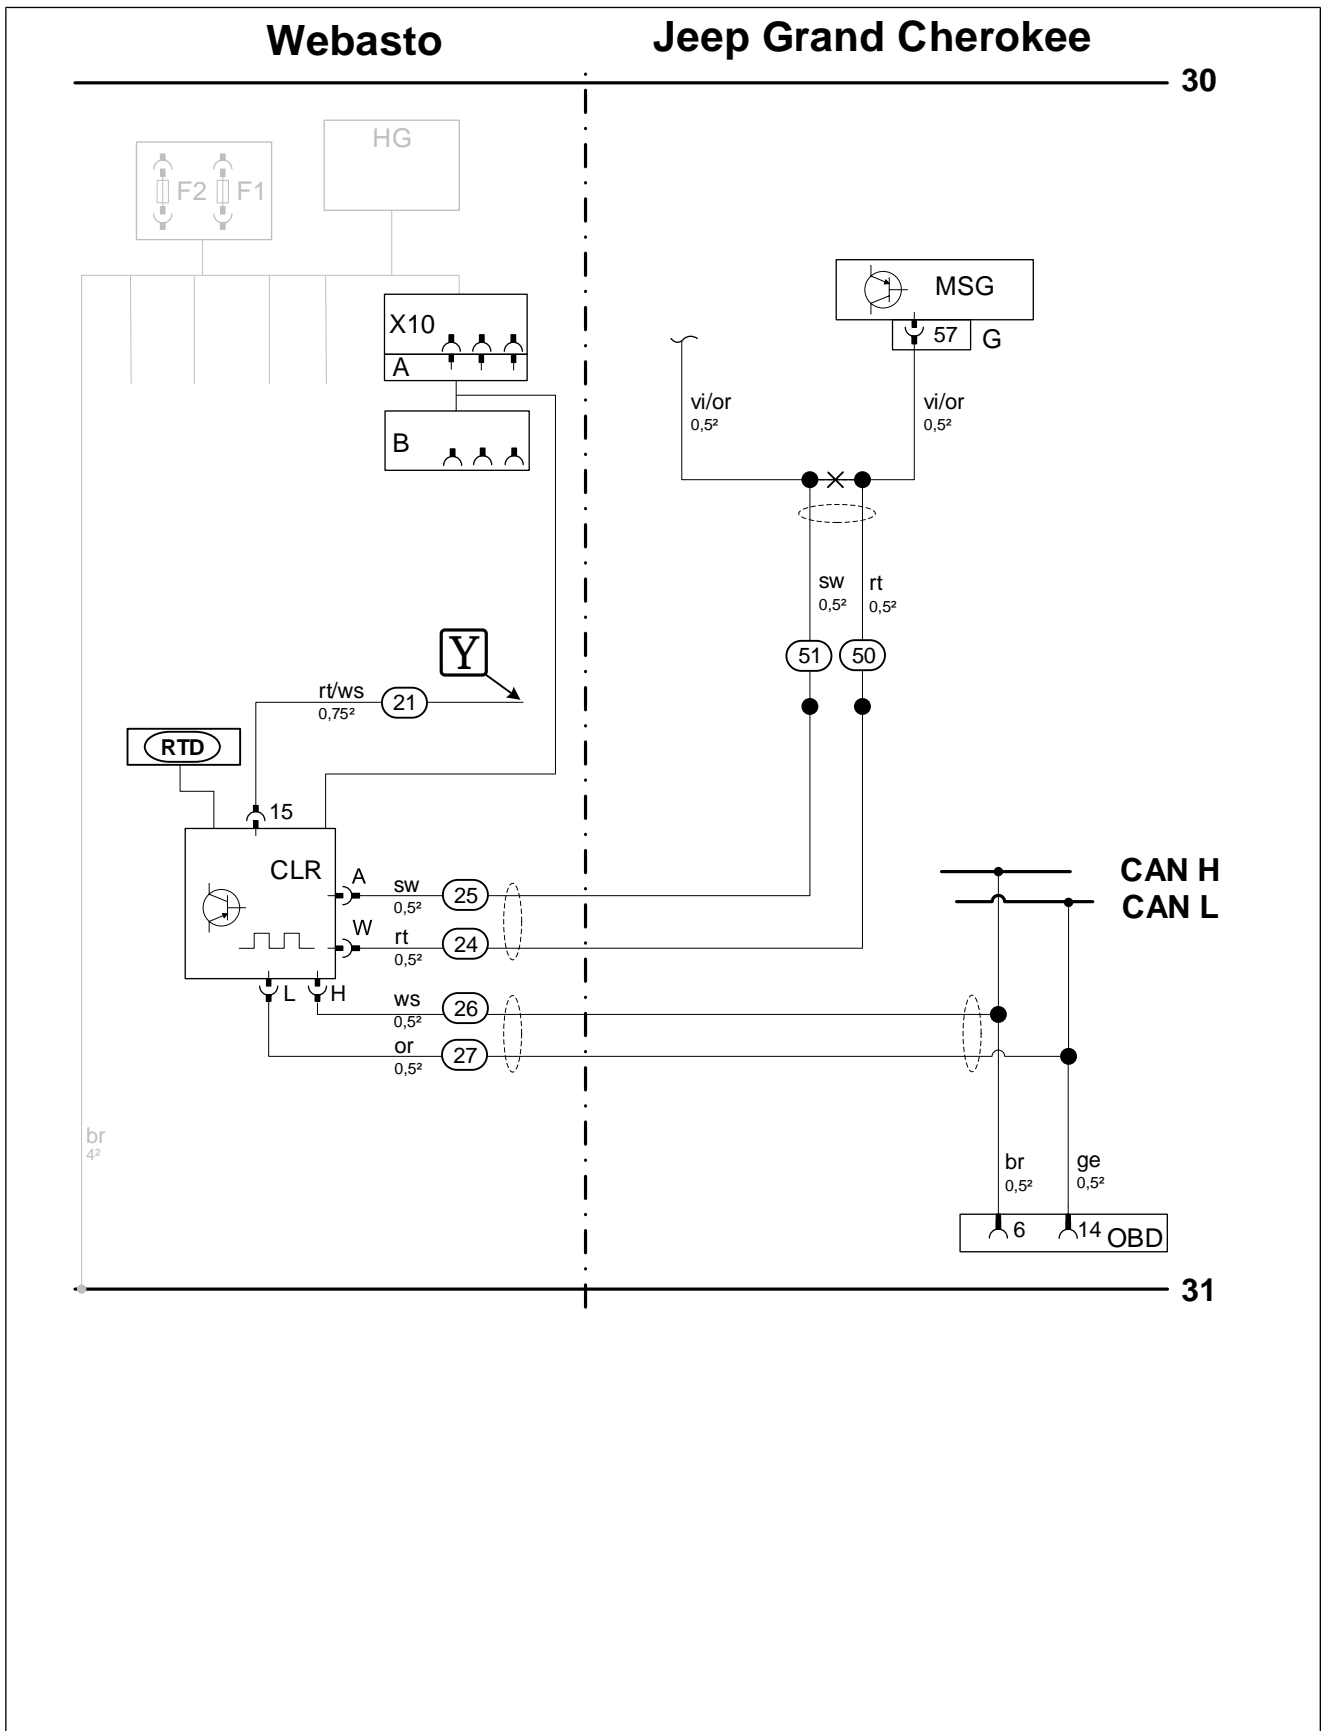 Webasto
Jeep Grand Cherokee
30
HG
F2
F1
MSG
X10
57
G
A
vi/or
0,5²
vi/or
0,5²
B
sw
0,5²
rt
0,5²
Y
51
50
rt/ws
0,75²
21
RTD
15
CLR
A
sw
0,5²
25
CAN H
CAN L
W
rt
0,5²
24
L
H
ws
0,5²
26
or
0,5²
27
br
4²
br
0,5²
ge
0,5²
6
14
OBD
31